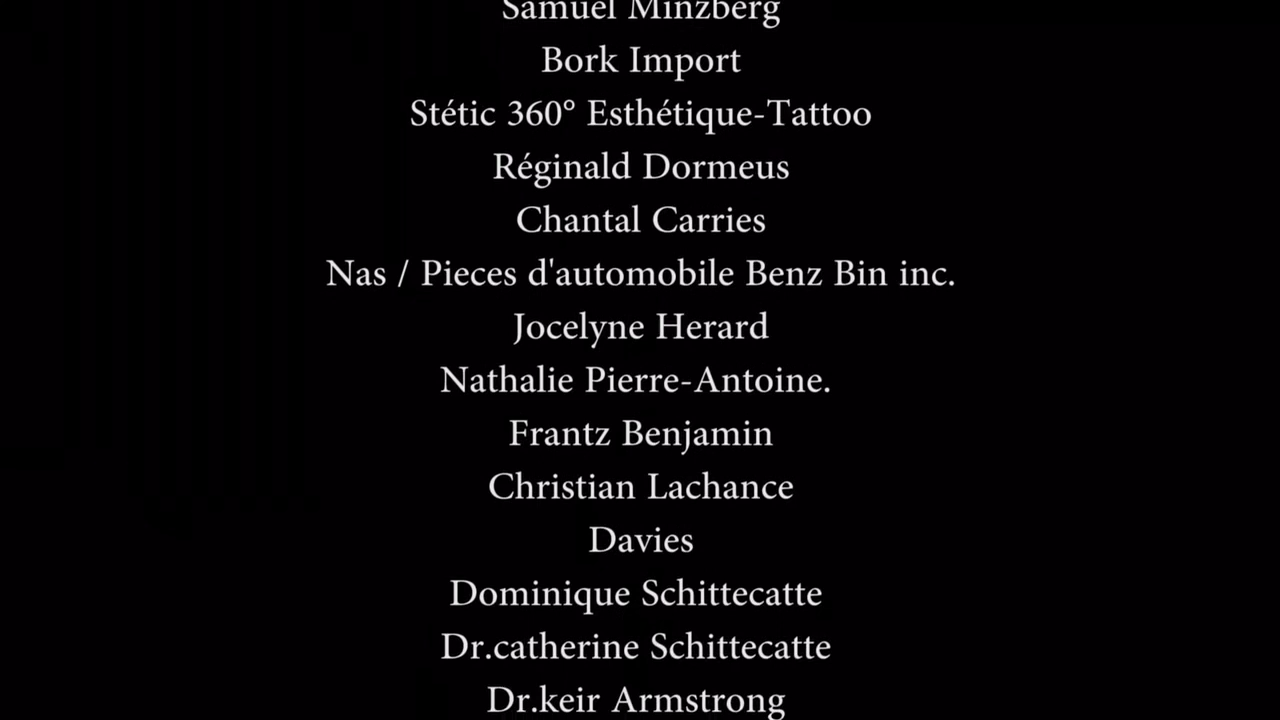 Samuel Minzberg
Bork Import
Stétic 360° Esthétique-Tattoo
Réginald Dormeus
Chantal Carries
Nas / Pieces d'automobile Benz Bin inc.
Jocelyne Herard
Nathalie Pierre-Antoine.
Frantz Benjamin
Christian Lachance
Davies
Dominique Schittecatte
Dr.catherine Schittecatte
Dr.keir Armstrong